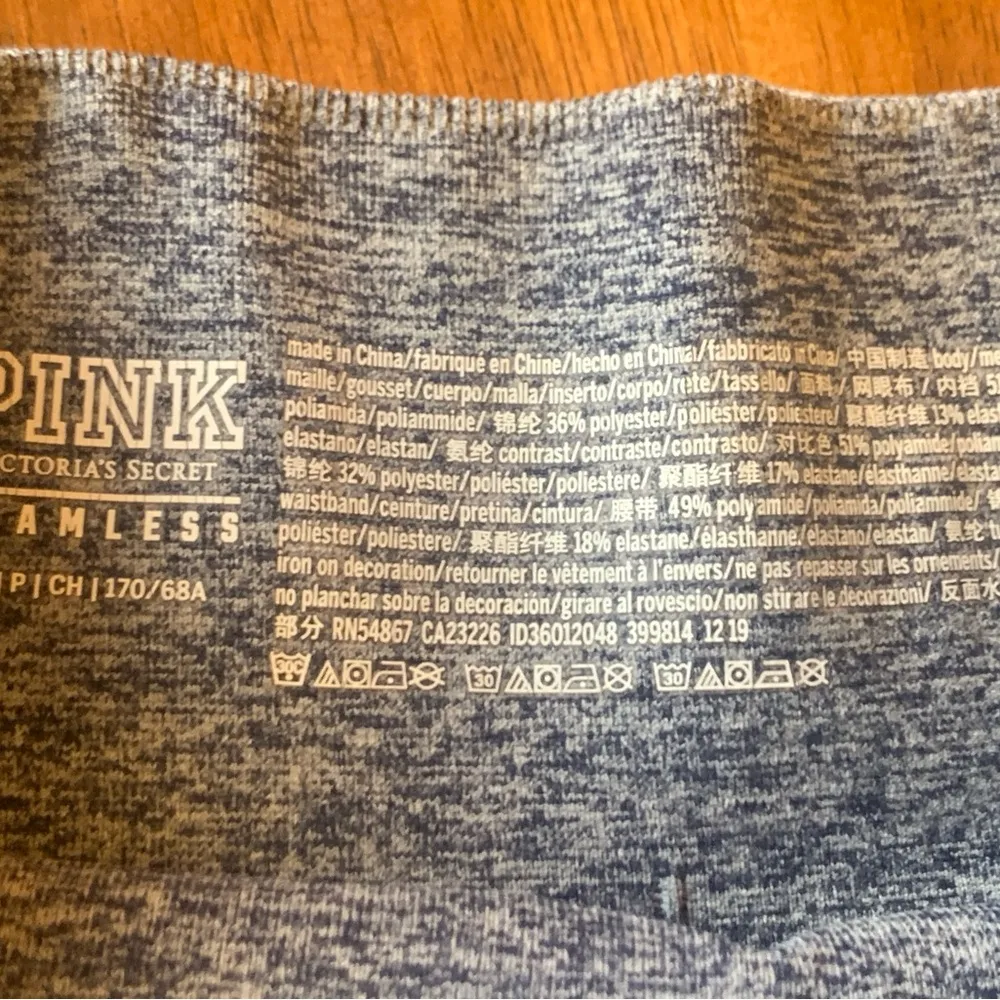 PINK
CTORIA'S SECRET
AMLESS
P | CH | 170/68A
made in China/fabriqué en Chine/hecho en China/fabbricato in Cina/ 中国制造 body/
maille/gousset/cuerpo/malla/inserto/corpo/rete/tassello/ 面料 / 网眼布 / 内裆
poliamida/poliammide/ 锦纶 36% polyester/poliéster/poliestere/ 聚酯纤维 13%
elastano/elastan/ 氨纶 contrast/contraste/contrasto/ 对比色 51% polyamide/
锦纶 32% polyester/poliéster/poliestere/ 聚酯纤维 17% elastane/élasthanne/
waistband/ceinture/pretina/cintura/ 腰带 49% polyamide/poliamida/poliammide/
poliéster/poliestere/ 聚酯纤维 18% elastane/élasthanne/elastano/elastan/ 氨纶
iron on decoration/retourner le vêtement à l'envers/ne pas repasser sur les ornements/
no planchar sobre la decoración/girare al rovescio/non stirare le decorazioni/ 反面水
部分 RN54867 CA23226 ID36012048 399814 12 19
30C 30 30